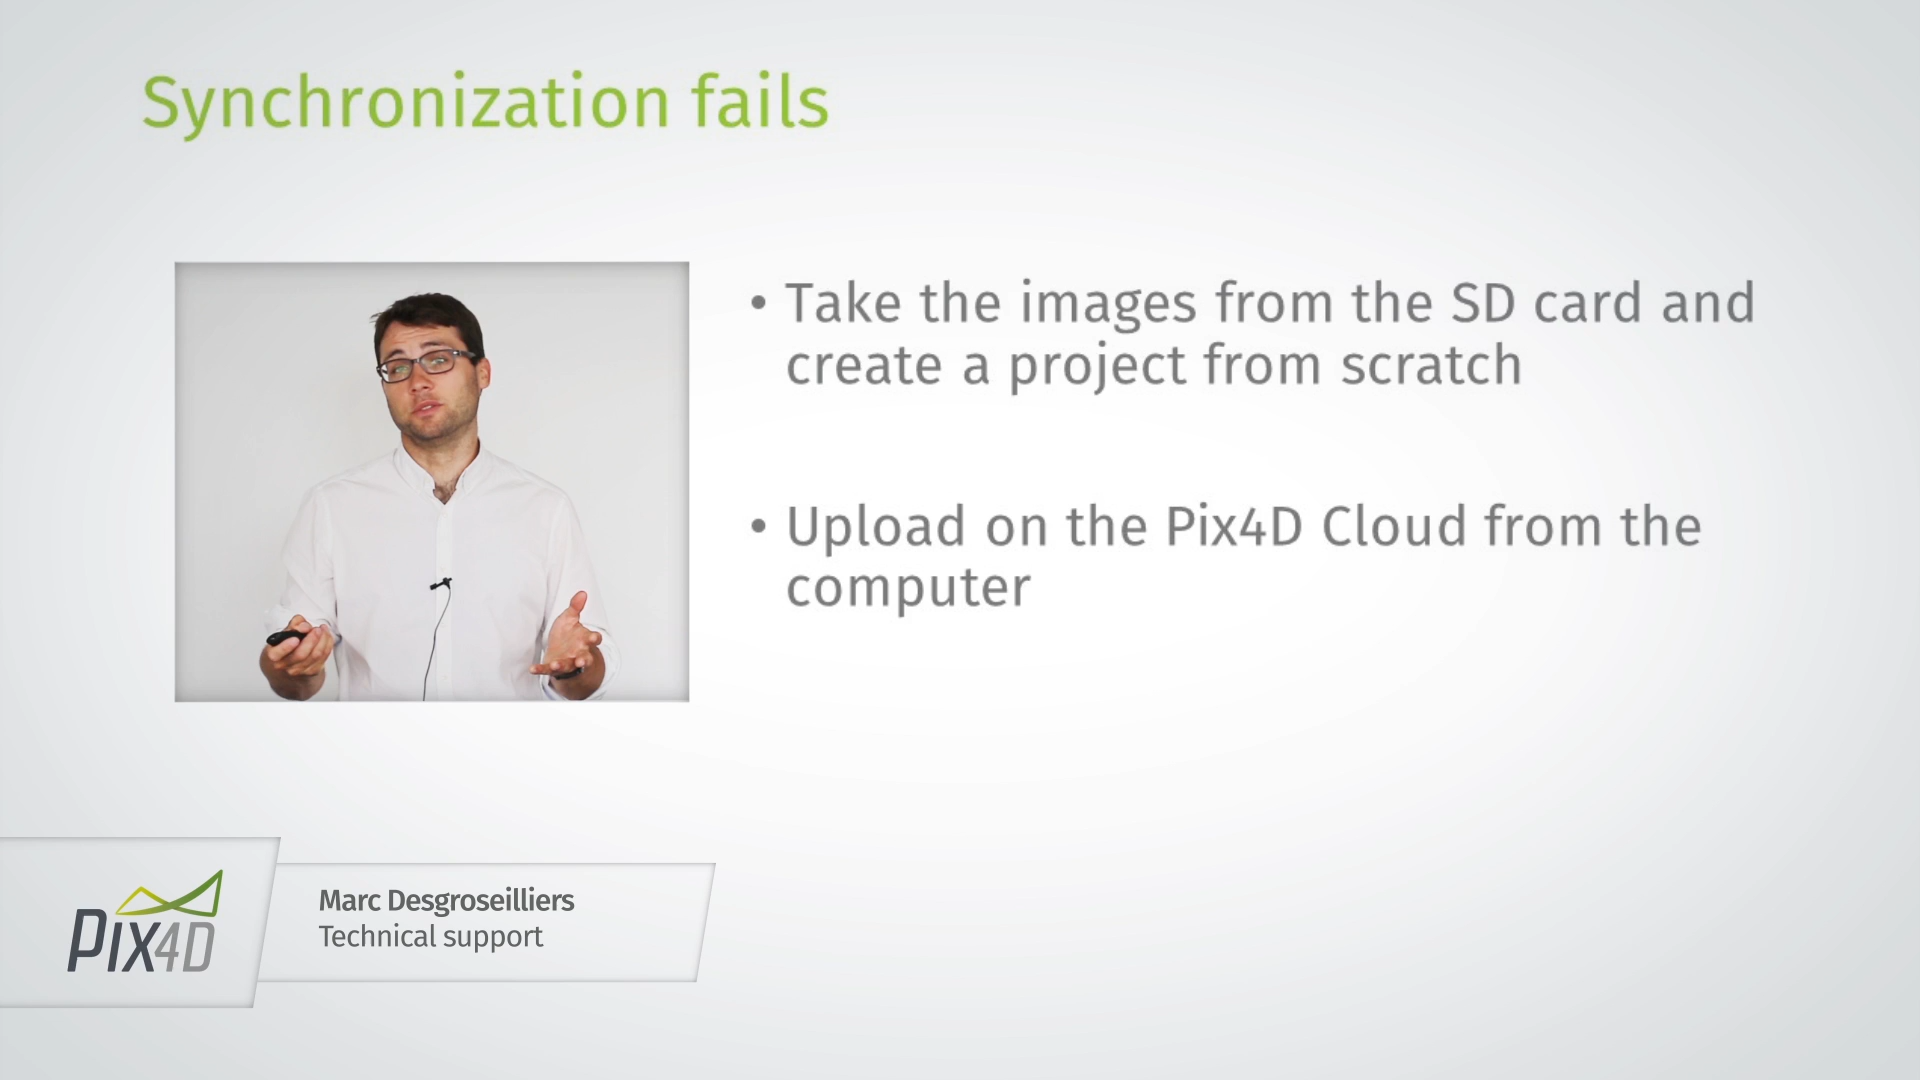 Synchronization fails
• Take the images from the SD card and
create a project from scratch
• Upload on the Pix4D Cloud from the
computer
PIX4D
Marc Desgroseilliers
Technical support